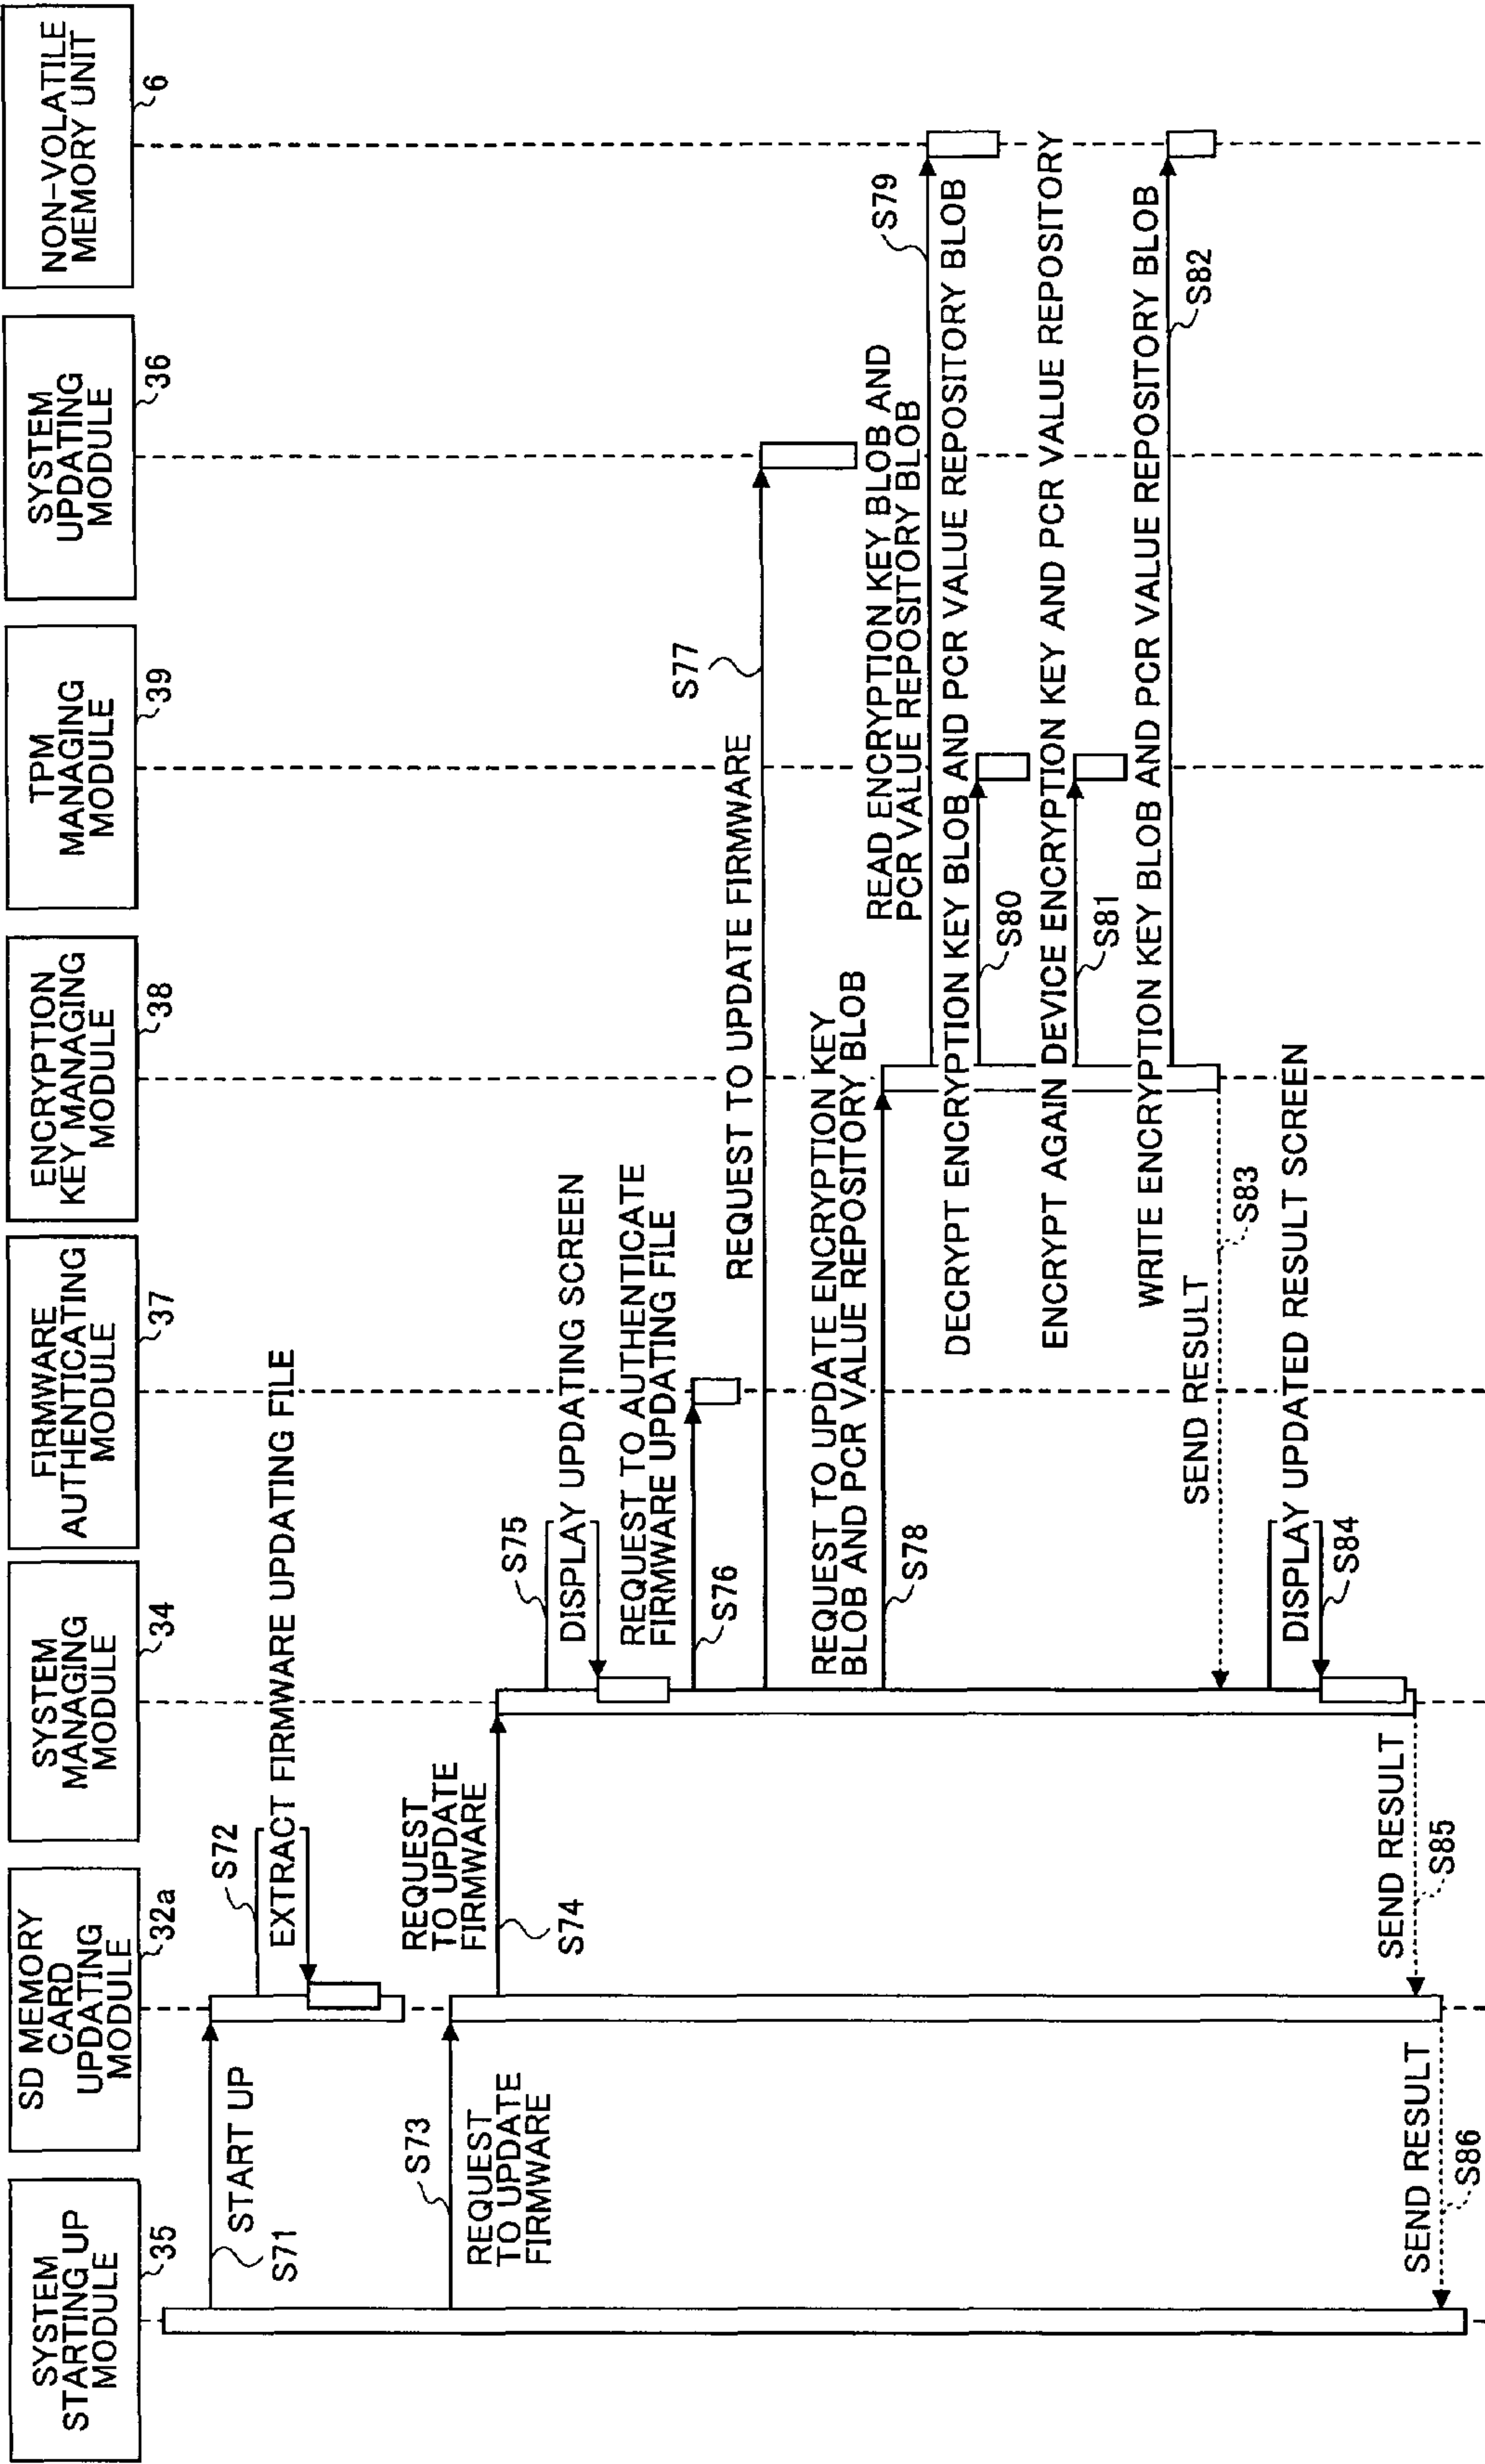 SYSTEM
STARTING UP
MODULE
35
SD MEMORY
CARD
UPDATING
MODULE
32a
SYSTEM
MANAGING
MODULE
34
FIRMWARE
AUTHENTICATING
MODULE
37
ENCRYPTION
KEY MANAGING
MODULE
38
TPM
MANAGING
MODULE
39
SYSTEM
UPDATING
MODULE
36
NON-VOLATILE
MEMORY UNIT
6
START UP
S71
S72
EXTRACT FIRMWARE UPDATING FILE
S73
REQUEST
TO UPDATE
FIRMWARE
REQUEST
TO UPDATE
FIRMWARE
S74
S75
DISPLAY UPDATING SCREEN
REQUEST TO AUTHENTICATE
FIRMWARE UPDATING FILE
S76
REQUEST TO UPDATE FIRMWARE
S77
REQUEST TO UPDATE ENCRYPTION KEY
BLOB AND PCR VALUE REPOSITORY BLOB
S78
READ ENCRYPTION KEY BLOB AND
PCR VALUE REPOSITORY BLOB
S79
DECRYPT ENCRYPTION KEY BLOB AND PCR VALUE REPOSITORY BLOB
S80
ENCRYPT AGAIN DEVICE ENCRYPTION KEY AND PCR VALUE REPOSITORY
S81
WRITE ENCRYPTION KEY BLOB AND PCR VALUE REPOSITORY BLOB
S82
SEND RESULT
S83
DISPLAY UPDATED RESULT SCREEN
S84
SEND RESULT
S85
SEND RESULT
S86